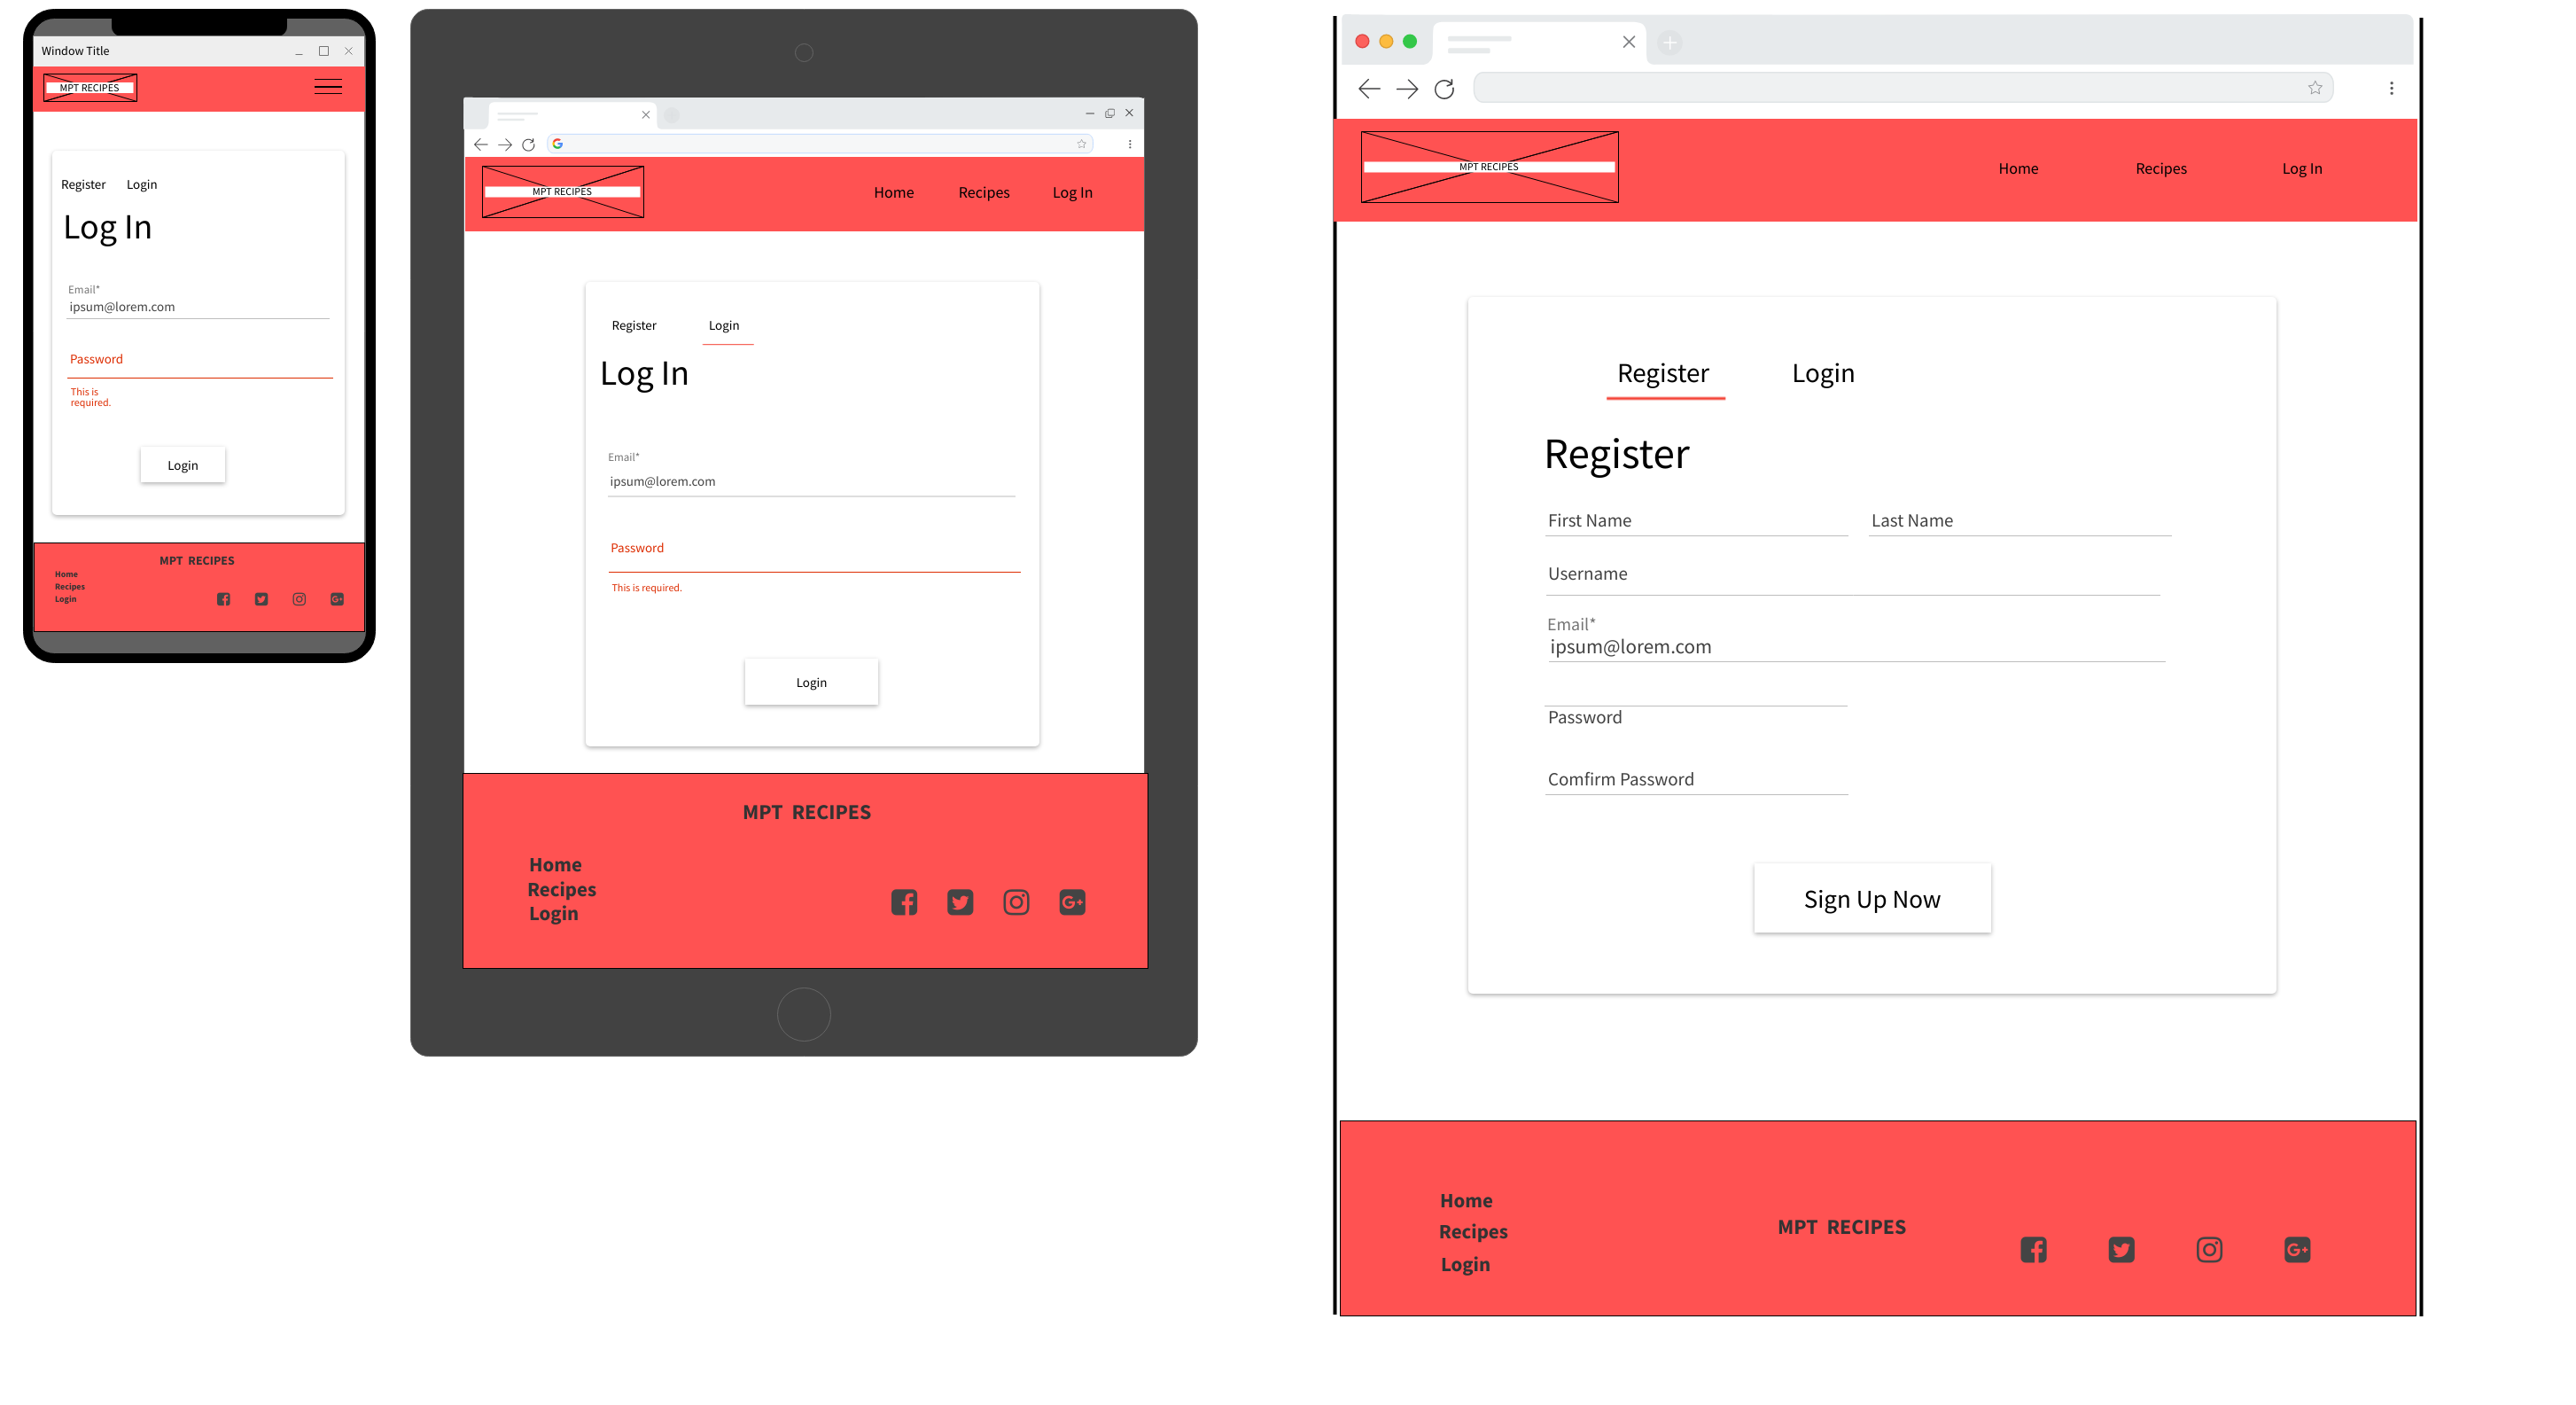 Window Title
MPT RECIPES
Register Login
Log In
Email*
ipsum@lorem.com
Password
This is
required.
Login
MPT RECIPES
Home
Recipes
Login
MPT RECIPES
Home Recipes Log In
Register Login
Log In
Email*
ipsum@lorem.com
Password
This is required.
Login
MPT RECIPES
Home
Recipes
Login
MPT RECIPES
Home Recipes Log In
Register Login
Register
First Name Last Name
Username
Email*
ipsum@lorem.com
Password
Comfirm Password
Sign Up Now
Home
Recipes
Login
MPT RECIPES